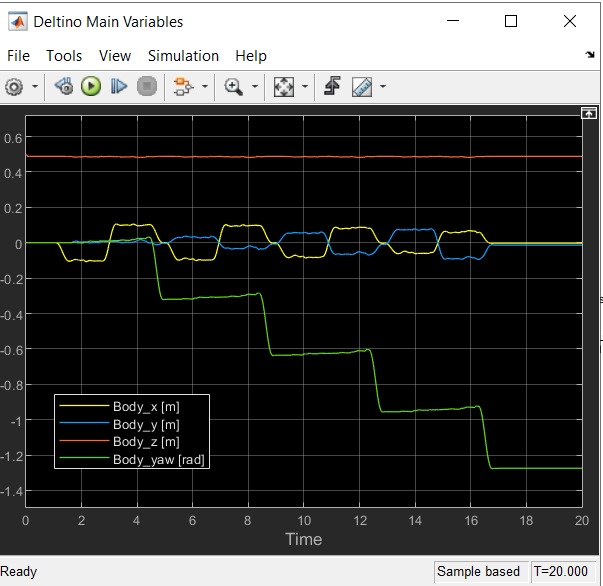 Deltino Main Variables
File Tools View Simulation Help
0.6
0.4
0.2
0
-0.2
-0.4
-0.6
-0.8
-1
-1.2
-1.4
Body_x [m]
Body_y [m]
Body_z [m]
Body_yaw [rad]
0 2 4 6 8 10 12 14 16 18 20
Time
Ready Sample based T=20.000